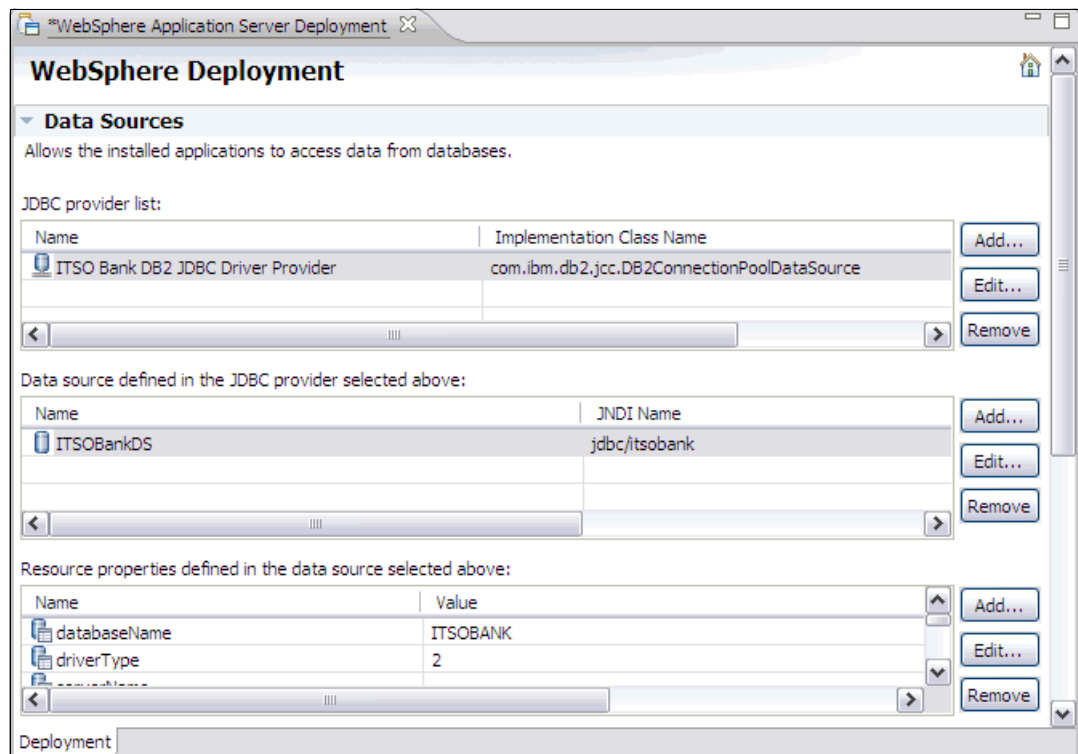 *WebSphere Application Server Deployment
WebSphere Deployment
Data Sources
Allows the installed applications to access data from databases.
JDBC provider list:
Name Implementation Class Name
Add...
ITSO Bank DB2 JDBC Driver Provider com.ibm.db2.jcc.DB2ConnectionPoolDataSource
Edit...
Remove
Data source defined in the JDBC provider selected above:
Name JNDI Name
Add...
ITSOBankDS jdbc/itsobank
Edit...
Remove
Resource properties defined in the data source selected above:
Name Value
Add...
databaseName ITSOBANK
driverType 2
Edit...
Remove
Deployment